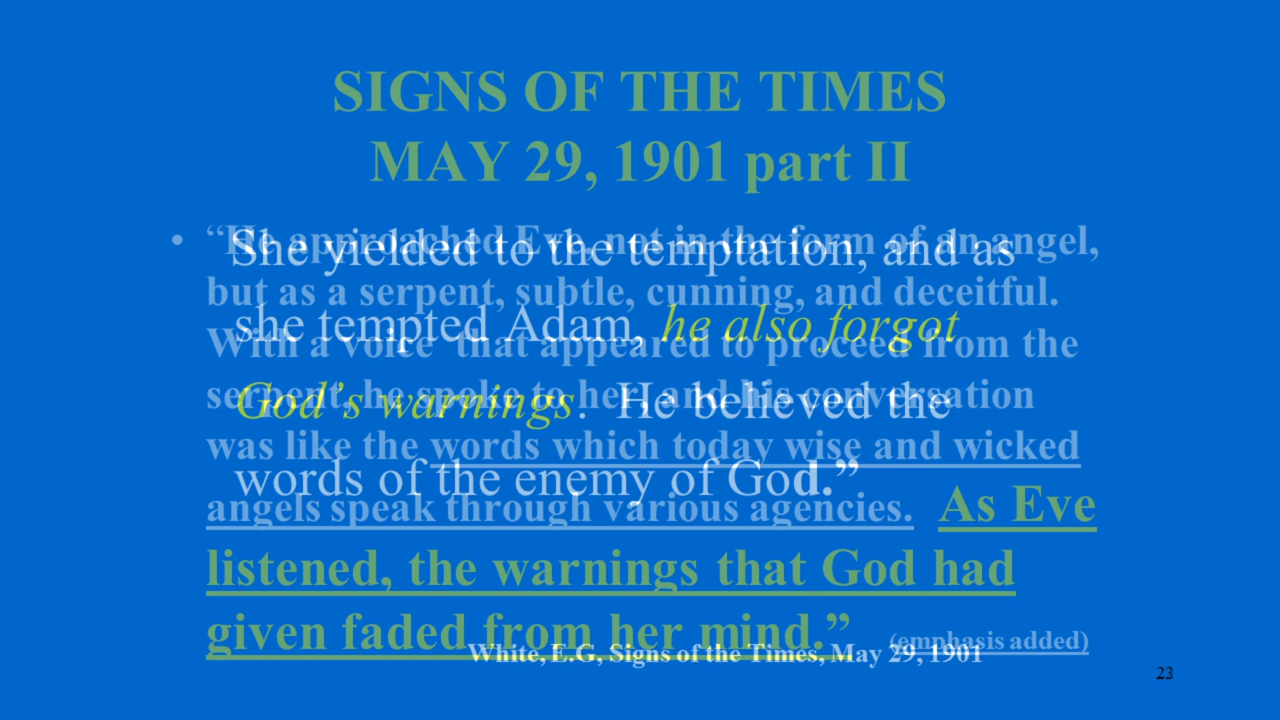 SIGNS OF THE TIMES
MAY 29, 1901 part II
• “He approached Eve, not in the form of an angel,
but as a serpent, subtle, cunning, and deceitful.
With a voice that appeared to proceed from the
serpent, he spoke to her, and his conversation
was like the words which today wise and wicked
angels speak through various agencies. As Eve
listened, the warnings that God had
given faded from her mind.” (emphasis added)
She yielded to the temptation, and as
she tempted Adam, he also forgot
God’s warnings. He believed the
words of the enemy of God.”
White, E.G, Signs of the Times, May 29, 1901
23